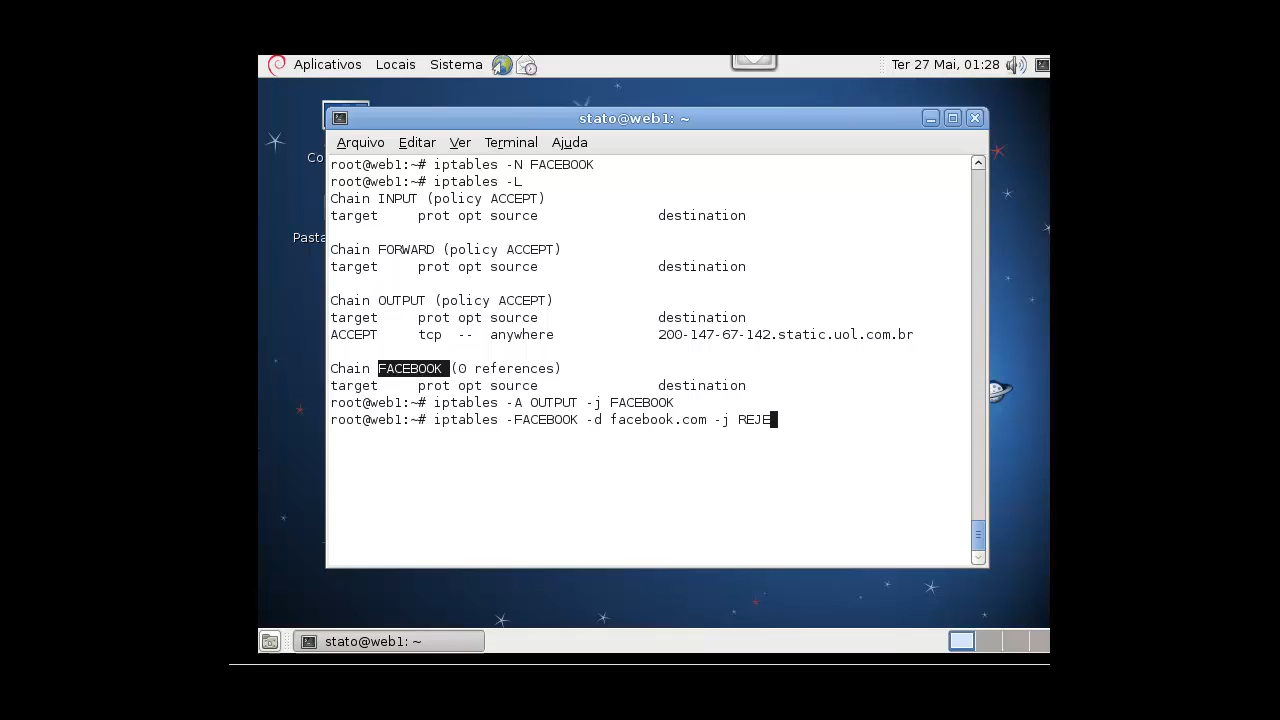 Aplicativos Locais Sistema Ter 27 Mai, 01:28
stato@web1: ~
Arquivo Editar Ver Terminal Ajuda
Co
Pasta
root@web1:~# iptables -N FACEBOOK
root@web1:~# iptables -L
Chain INPUT (policy ACCEPT)
target prot opt source destination
Chain FORWARD (policy ACCEPT)
target prot opt source destination
Chain OUTPUT (policy ACCEPT)
target prot opt source destination
ACCEPT tcp -- anywhere 200-147-67-142.static.uol.com.br
Chain FACEBOOK (0 references)
target prot opt source destination
root@web1:~# iptables -A OUTPUT -j FACEBOOK
root@web1:~# iptables -FACEBOOK -d facebook.com -j REJE
stato@web1: ~